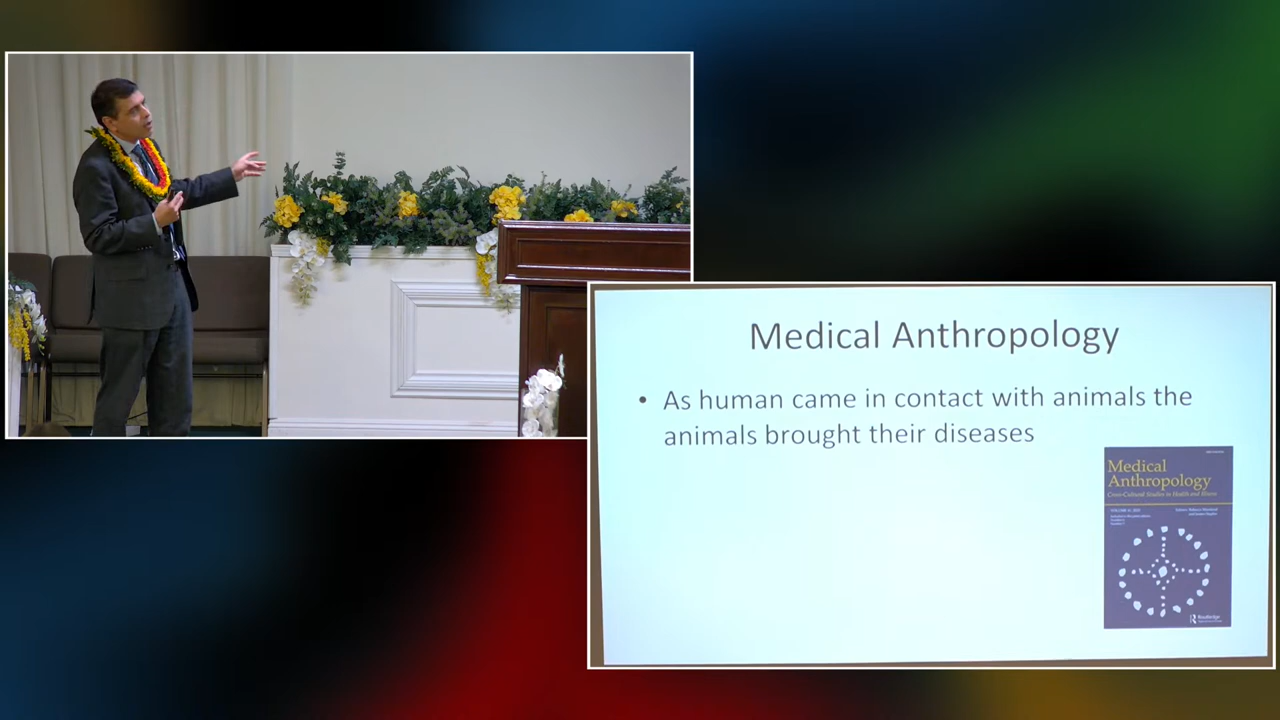 Medical Anthropology
• As human came in contact with animals the
animals brought their diseases
Medical
Anthropology
Cross-Cultural Studies in Health and Illness
Routledge